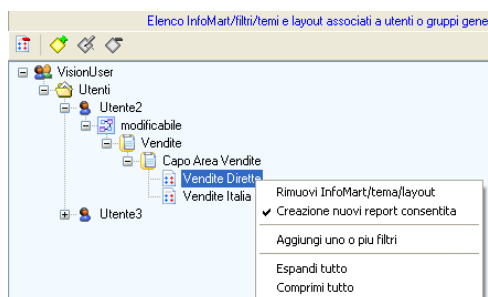 Elenco InfoMart/filtri/temi e layout associati a utenti o gruppi gene
VisionUser
Utenti
Utente2
modificabile
Vendite
Capo Area Vendite
Vendite Dirette
Vendite Italia
Utente3
Rimuovi InfoMart/tema/layout
Creazione nuovi report consentita
Aggiungi uno o piu filtri
Espandi tutto
Comprimi tutto